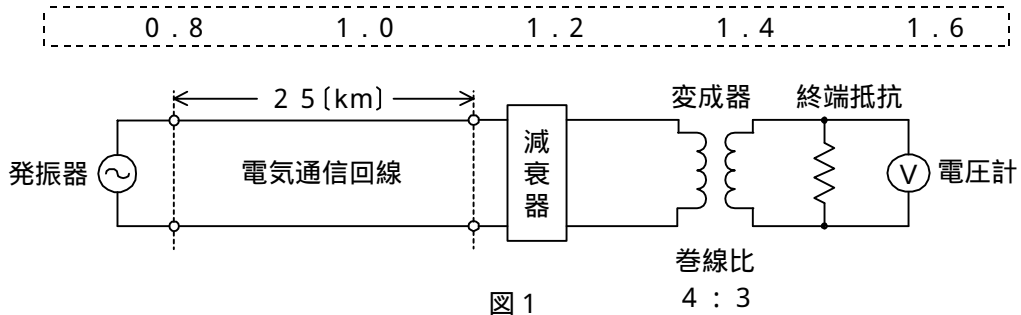 0.8 1.0 1.2 1.4 1.6
25〔km〕
変成器 終端抵抗
発振器 電気通信回線 減衰器 V 電圧計
巻線比
4:3
図1